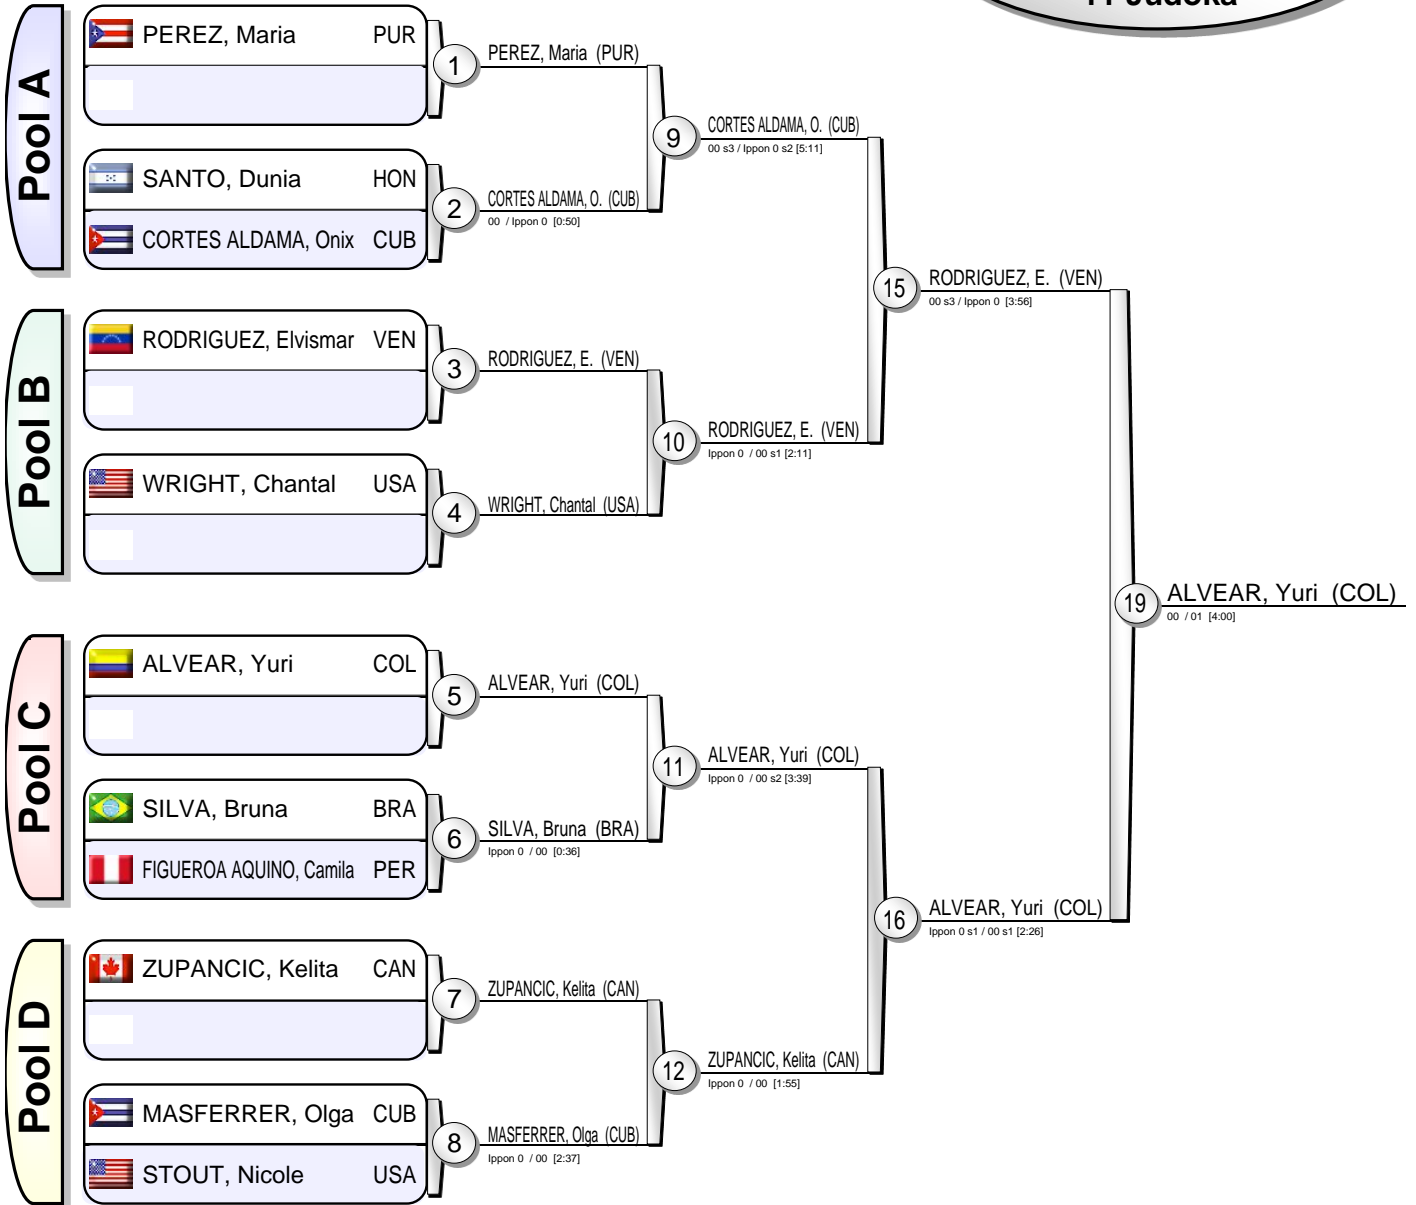 11 Judoka
Pool A
PEREZ, Maria PUR
SANTO, Dunia HON
CORTES ALDAMA, Onix CUB
1
PEREZ, Maria (PUR)
2
CORTES ALDAMA, O. (CUB)
00 / Ippon 0 [0:50]
9
CORTES ALDAMA, O. (CUB)
00 s3 / Ippon 0 s2 [5:11]
Pool B
RODRIGUEZ, Elvismar VEN
WRIGHT, Chantal USA
3
RODRIGUEZ, E. (VEN)
4
WRIGHT, Chantal (USA)
10
RODRIGUEZ, E. (VEN)
Ippon 0 / 00 s1 [2:11]
15
RODRIGUEZ, E. (VEN)
00 s3 / Ippon 0 [3:56]
Pool C
ALVEAR, Yuri COL
SILVA, Bruna BRA
FIGUEROA AQUINO, Camila PER
5
ALVEAR, Yuri (COL)
6
SILVA, Bruna (BRA)
Ippon 0 / 00 [0:36]
11
ALVEAR, Yuri (COL)
Ippon 0 / 00 s2 [3:39]
Pool D
ZUPANCIC, Kelita CAN
MASFERRER, Olga CUB
STOUT, Nicole USA
7
ZUPANCIC, Kelita (CAN)
8
MASFERRER, Olga (CUB)
Ippon 0 / 00 [2:37]
12
ZUPANCIC, Kelita (CAN)
Ippon 0 / 00 [1:55]
16
ALVEAR, Yuri (COL)
Ippon 0 s1 / 00 s1 [2:26]
19
ALVEAR, Yuri (COL)
00 / 01 [4:00]